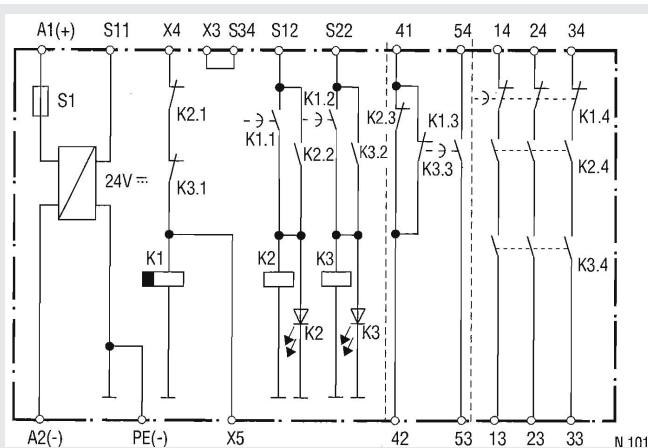 A1(+) S11 X4 X3 S34 S12 S22 41 54 14 24 34
S1
K2.1
K1.1
K1.2
K2.3
K1.3
K1.4
K2.2
K3.2
K3.3
K2.4
24V
K3.1
K1
K2
K3
K3.4
K2
K3
A2(-) PE(-) X5 42 53 13 23 33
N 101